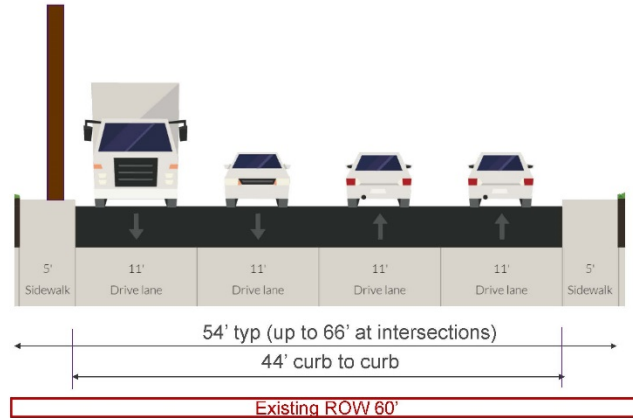 5' 11' 11' 11' 11' 5'
Sidewalk Drive lane Drive lane Drive lane Drive lane Sidewalk
54’ typ (up to 66’ at intersections)
44’ curb to curb
Existing ROW 60’